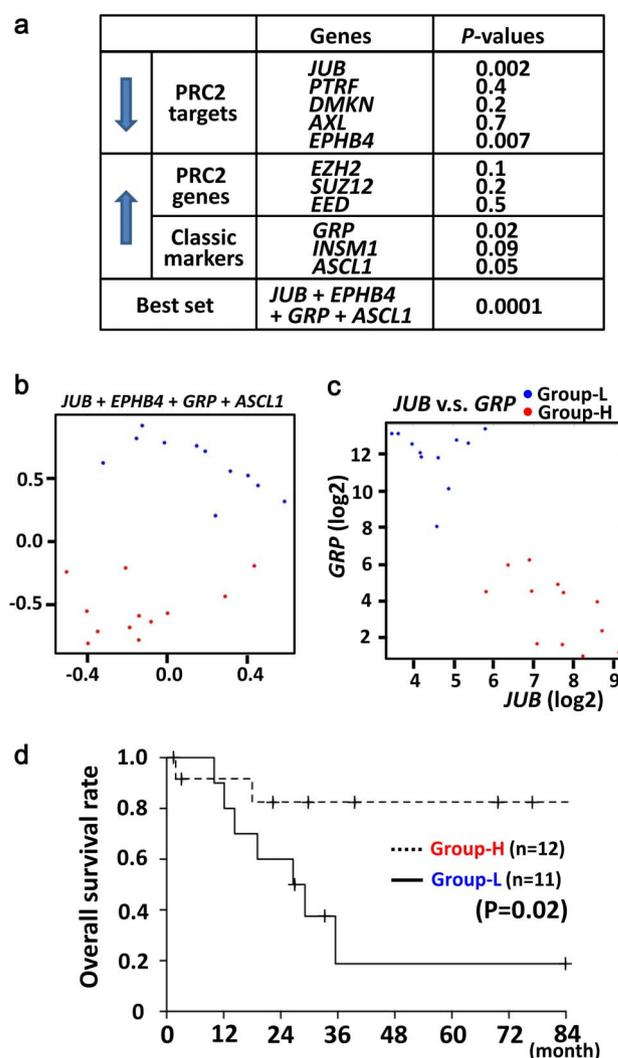 a
Genes P-values
PRC2 targets
JUB 0.002
PTRF 0.4
DMKN 0.2
AXL 0.7
EPHB4 0.007
PRC2 genes
EZH2 0.1
SUZ12 0.2
EED 0.5
Classic markers
GRP 0.02
INSM1 0.09
ASCL1 0.05
Best set
JUB + EPHB4
+ GRP + ASCL1
0.0001
b
JUB + EPHB4 + GRP + ASCL1
0.5
0.0
-0.5
-0.4 0.0 0.4
c
JUB v.s. GRP
Group-L
Group-H
GRP (log2)
12
10
8
6
4
2
4 5 6 7 8 9
JUB (log2)
d
Overall survival rate
1.0
0.8
0.6
0.4
0.2
0
0 12 24 36 48 60 72 84
(month)
Group-H (n=12)
Group-L (n=11)
(P=0.02)